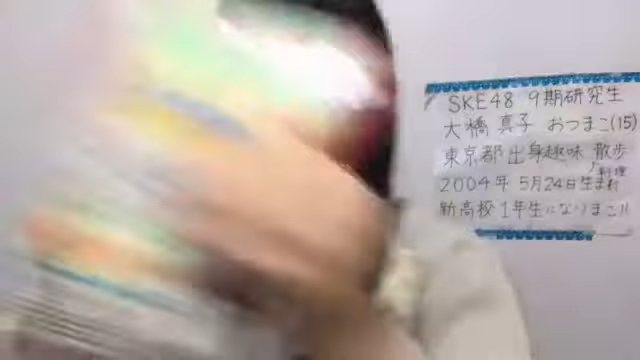 SKE48 9期研究生
大橋 真子 おつまこ(15)
東京都出身趣味 散歩
料理
2004年 5月24日生まれ
新高校1年生になりまこ!!